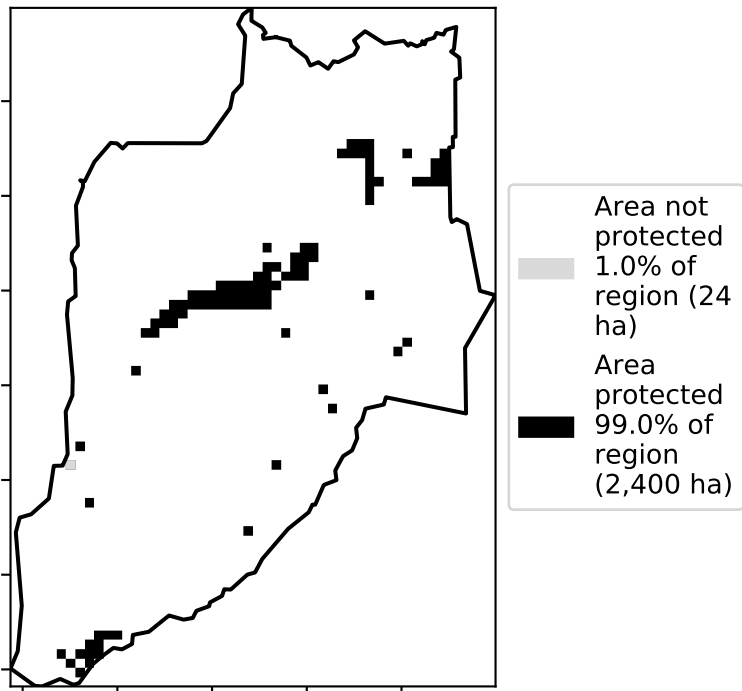 Area not
protected
1.0% of
region (24
ha)
Area
protected
99.0% of
region
(2,400 ha)